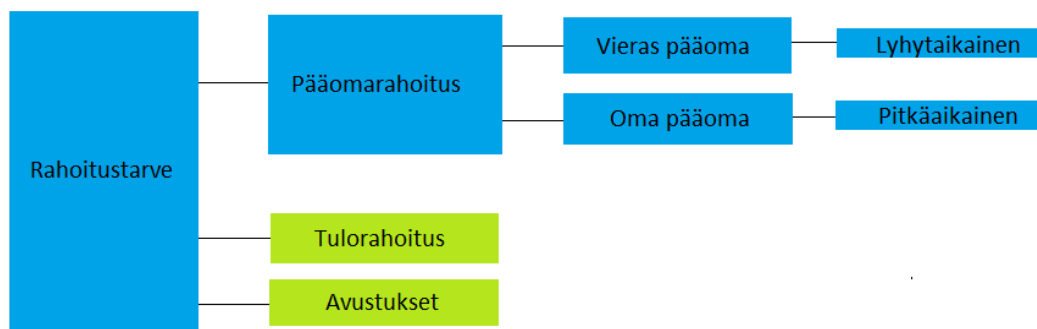 Rahoitustarve
Pääomarahoitus
Vieras pääoma
Lyhytaikainen
Oma pääoma
Pitkäaikainen
Tulorahoitus
Avustukset